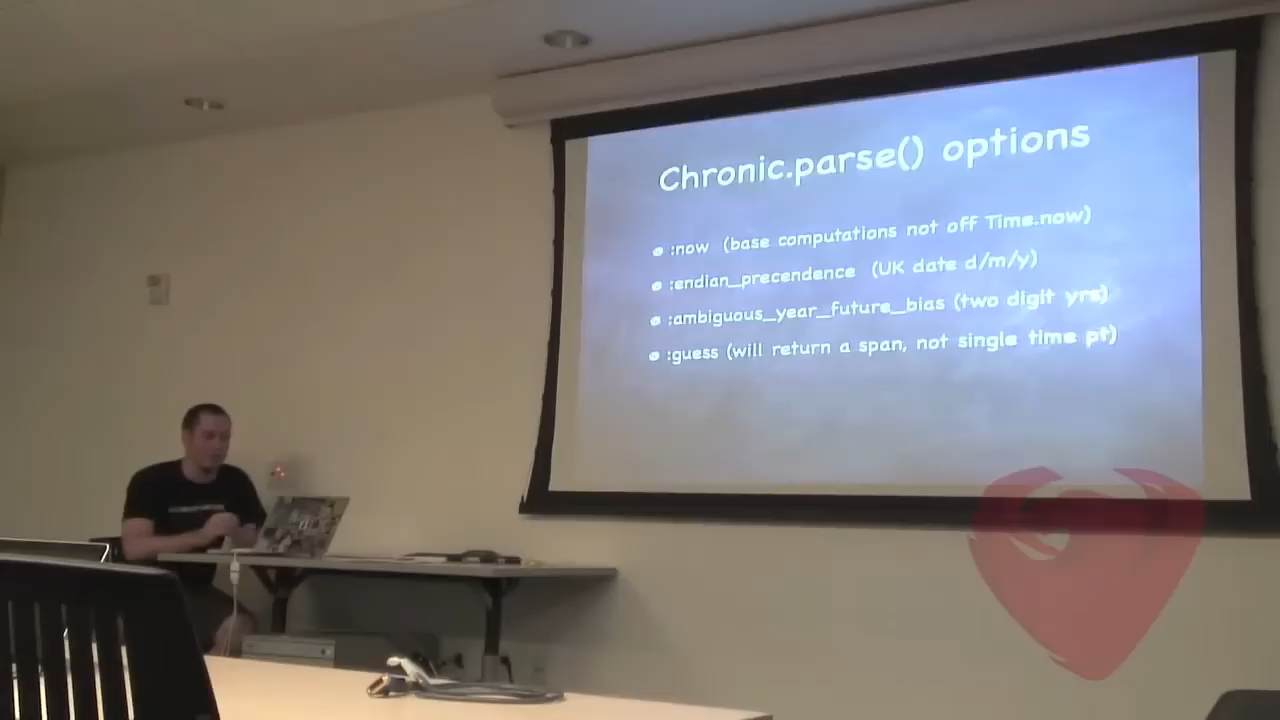 Chronic.parse() options
:now (base computations not off Time.now)
:endian_precendence (UK date d/m/y)
:ambiguous_year_future_bias (two digit yrs)
:guess (will return a span, not single time pt)